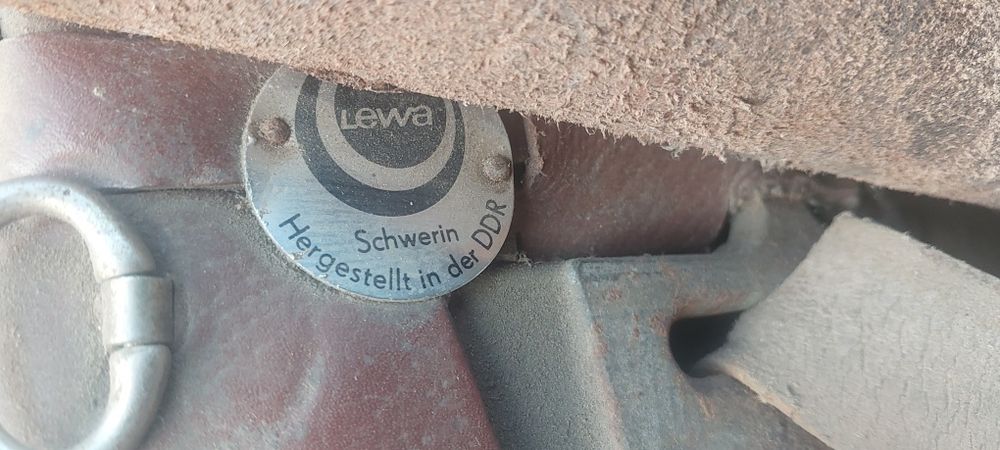 Lewa
Schwerin
Hergestellt in der DDR